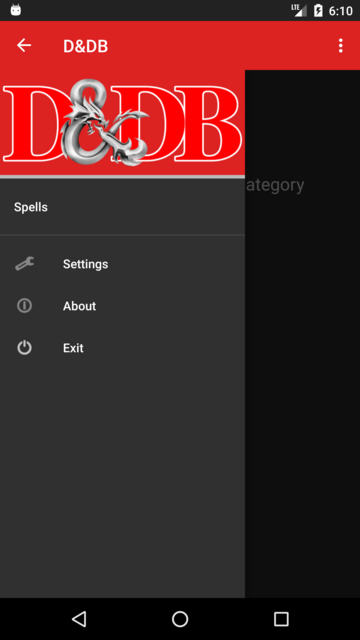 LTE 6:10
D&DB
D&DB
ategory
Spells
Settings
About
Exit